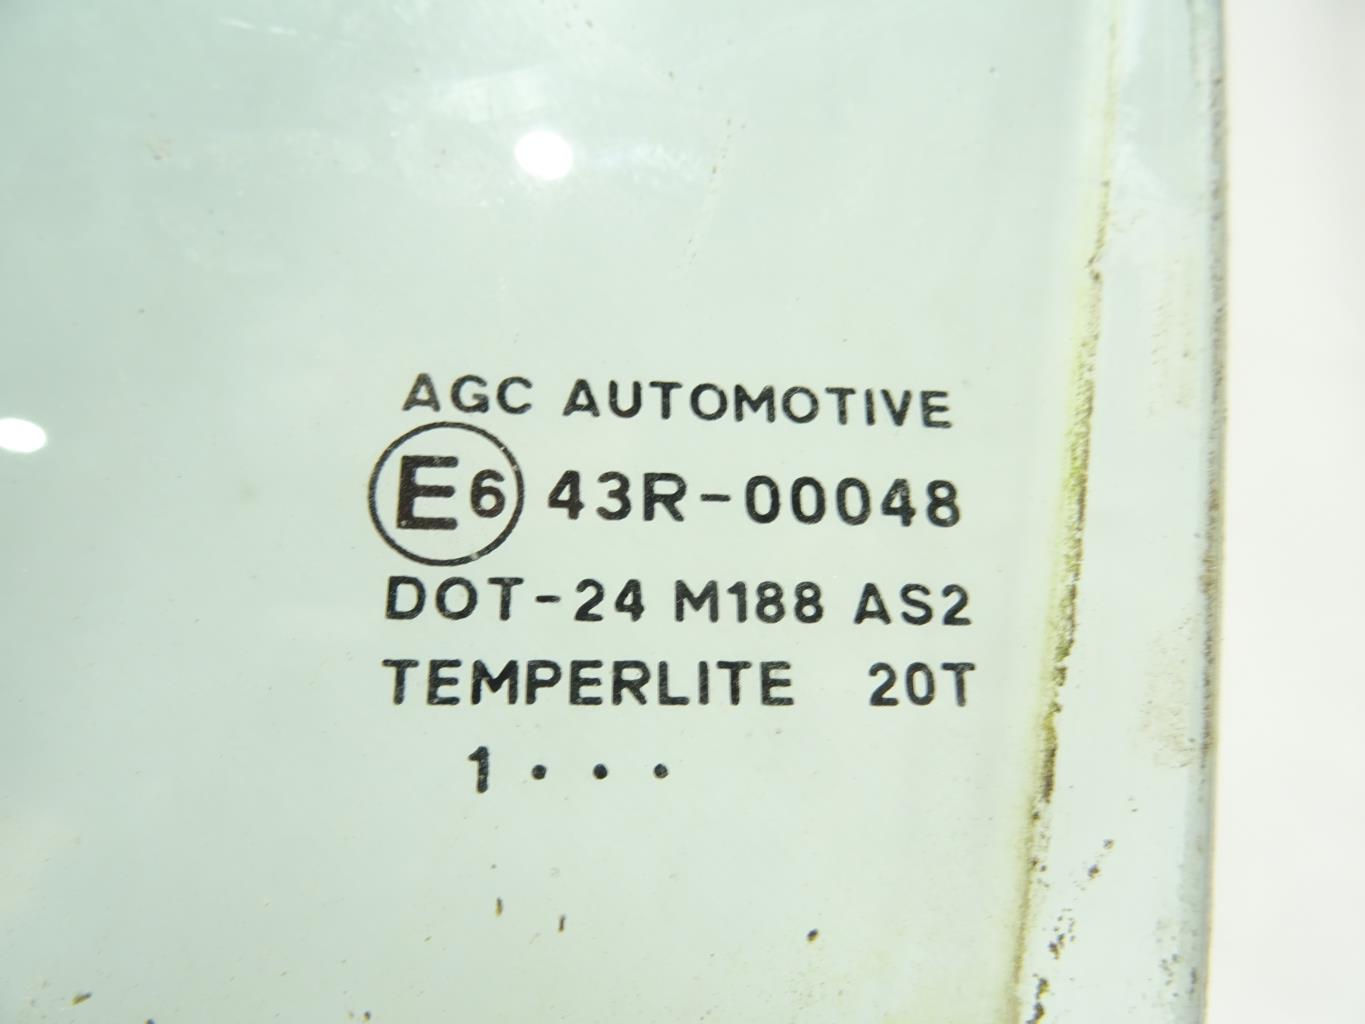 AGC AUTOMOTIVE
E6 43R-00048
DOT-24 M188 AS2
TEMPERLITE 20T
1 • • •